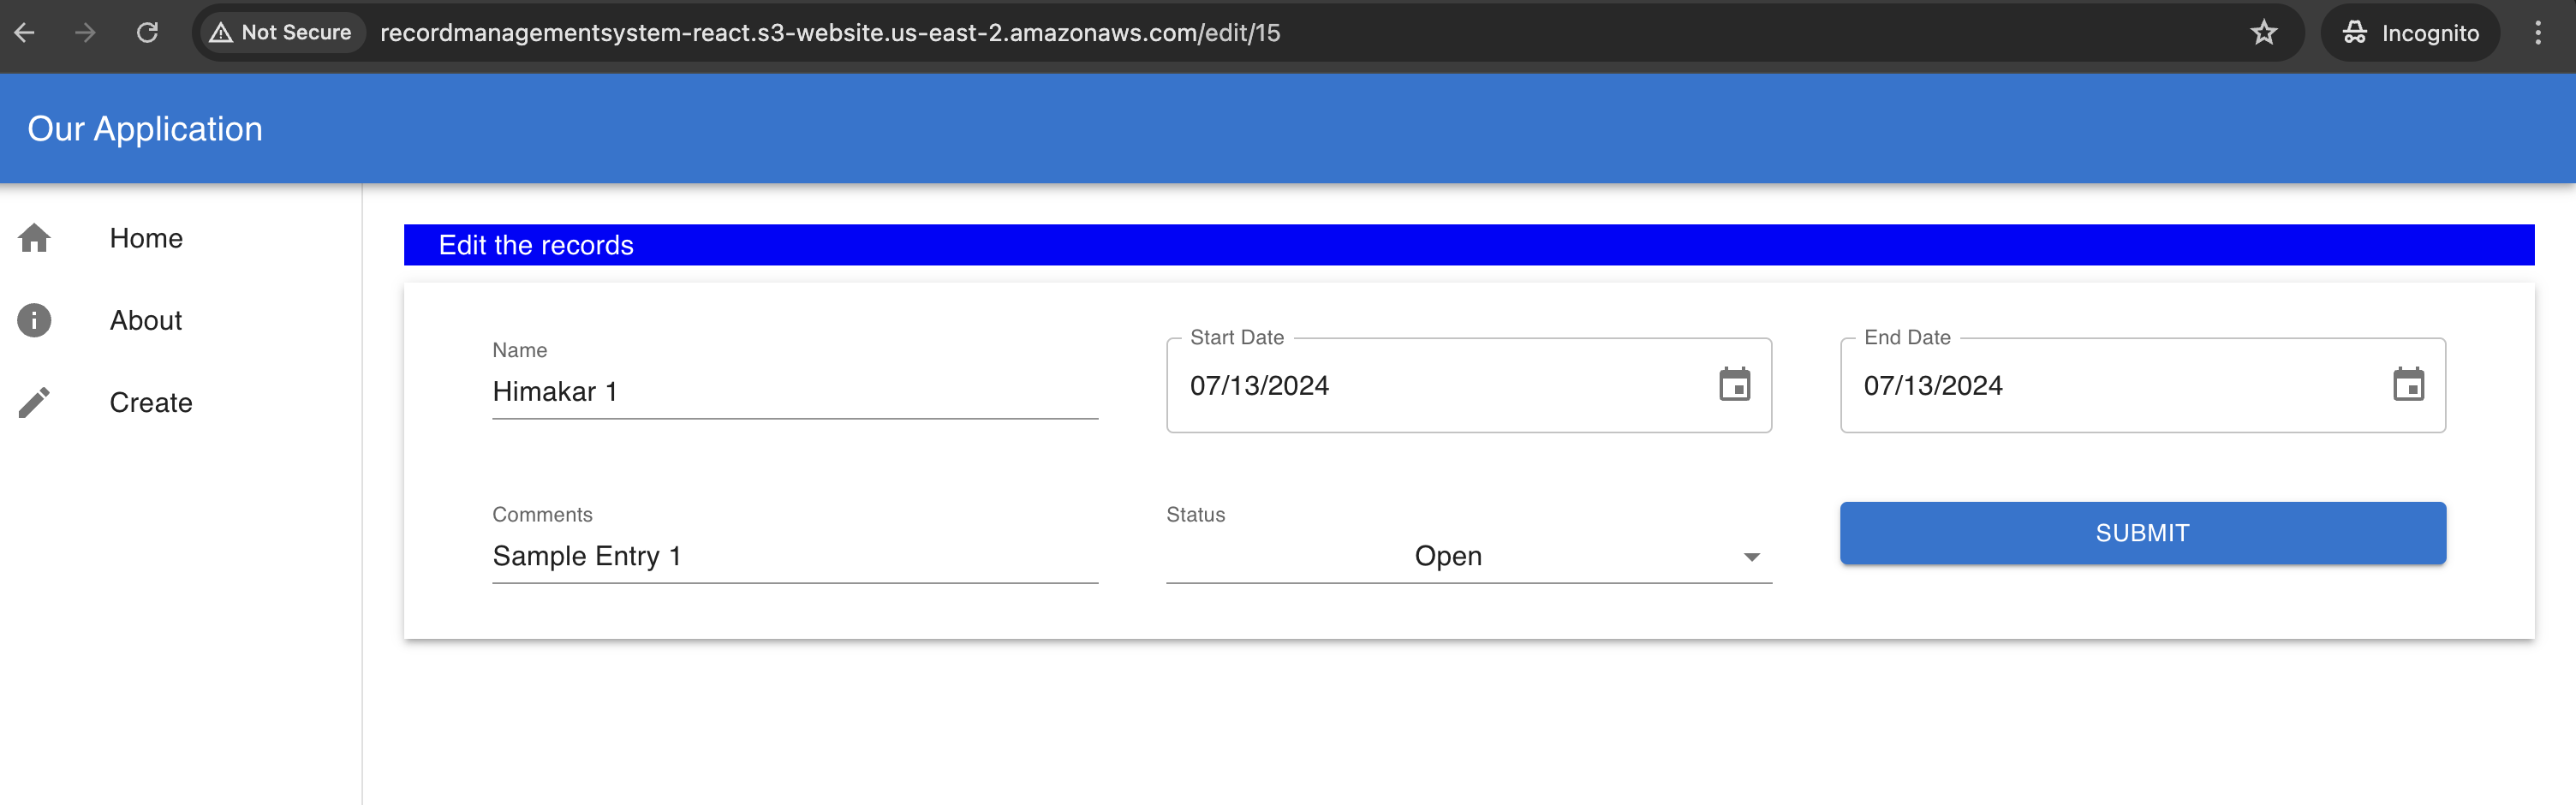 Not Secure recordmanagementsystem-react.s3-website.us-east-2.amazonaws.com/edit/15 Incognito
Our Application
Home
About
Create
Edit the records
Name
Himakar 1
Start Date
07/13/2024
End Date
07/13/2024
Comments
Sample Entry 1
Status
Open
SUBMIT